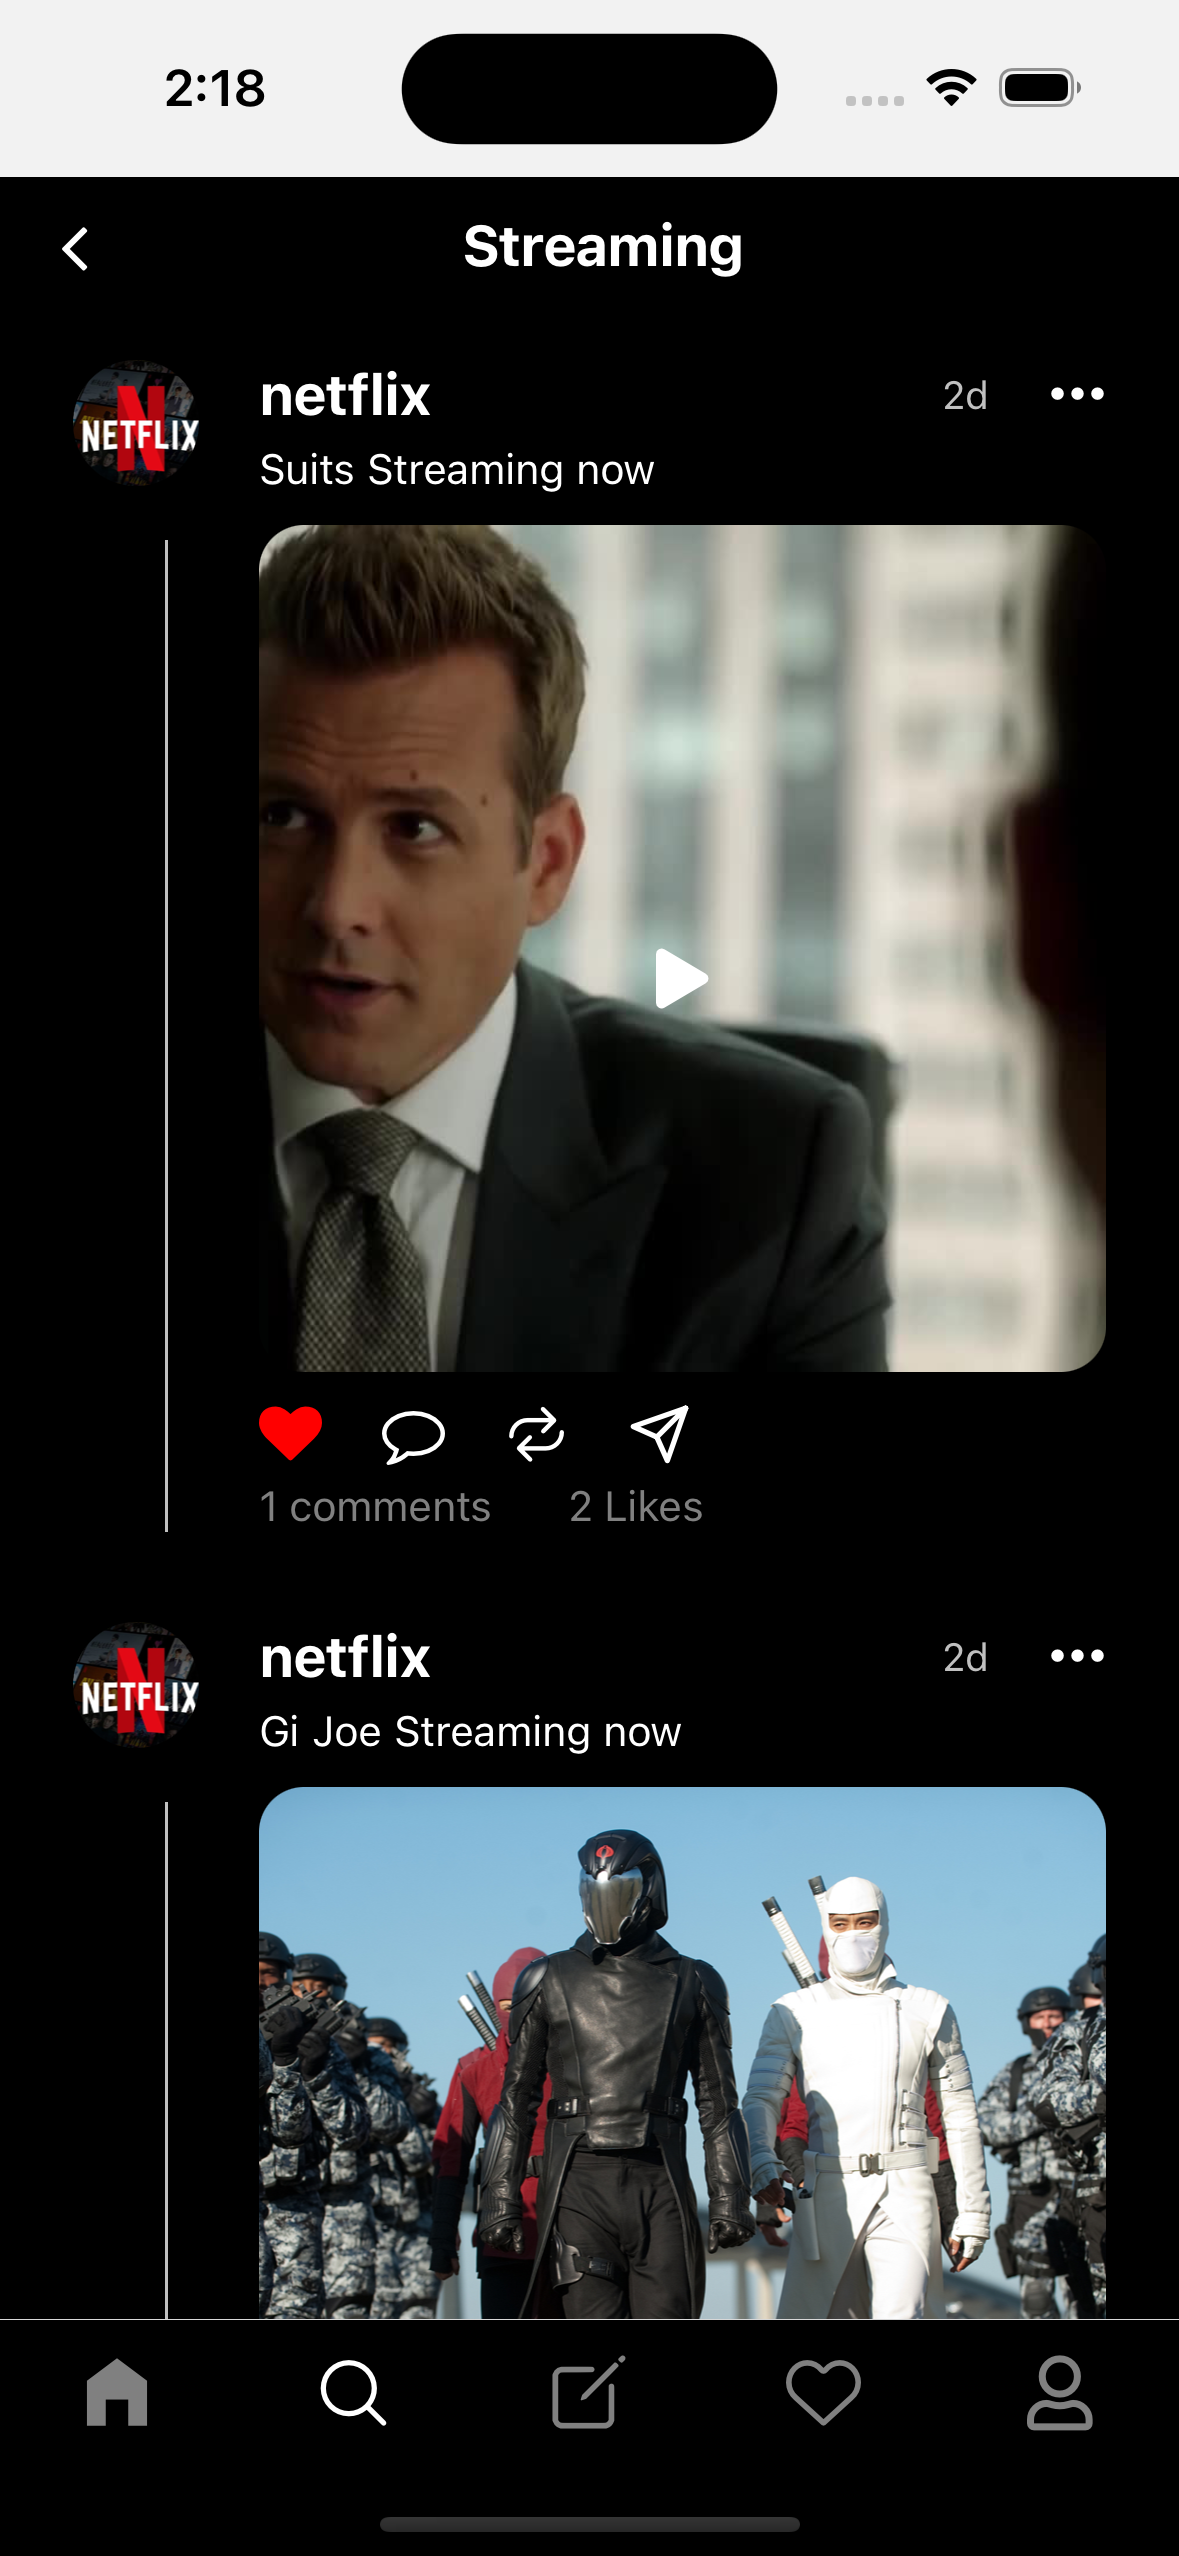 2:18
Streaming
NETFLIX
netflix
2d
Suits Streaming now
1 comments 2 Likes
NETFLIX
netflix
2d
Gi Joe Streaming now